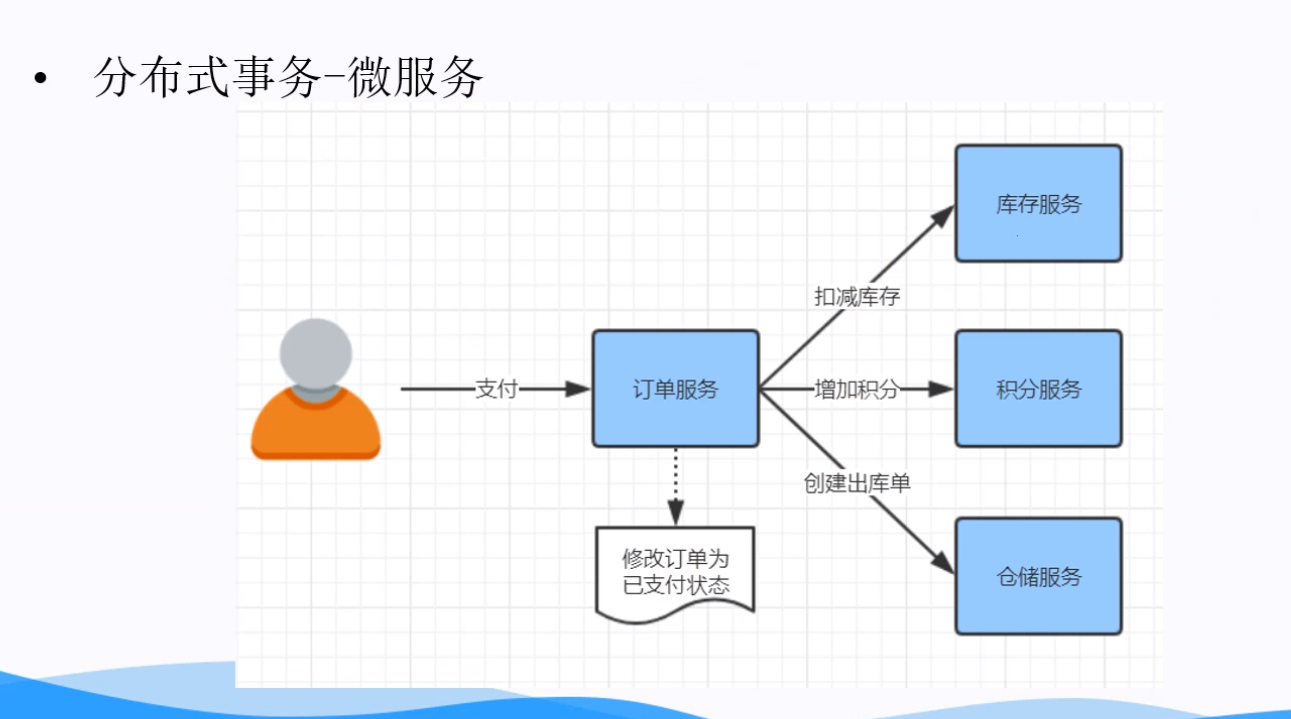 • 分布式事务-微服务
库存服务
扣减库存
支付
订单服务
增加积分
积分服务
创建出库单
修改订单为
已支付状态
仓储服务